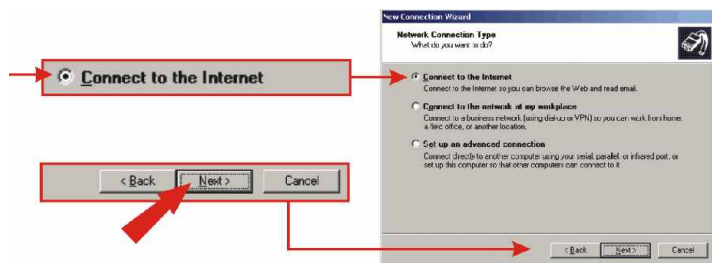 Connect to the Internet
< Back Next > Cancel
New Connection Wizard
Network Connection Type
What do you want to do?
Connect to the Internet
Connect to the Internet so you can browse the Web and read email.
Connect to the network at my workplace
Connect to a business network (using dial-up or VPN) so you can work from home,
a field office, or another location.
Set up an advanced connection
Connect directly to another computer using your serial, parallel, or infrared port, or
set up this computer so that other computers can connect to it.
< Back Next > Cancel